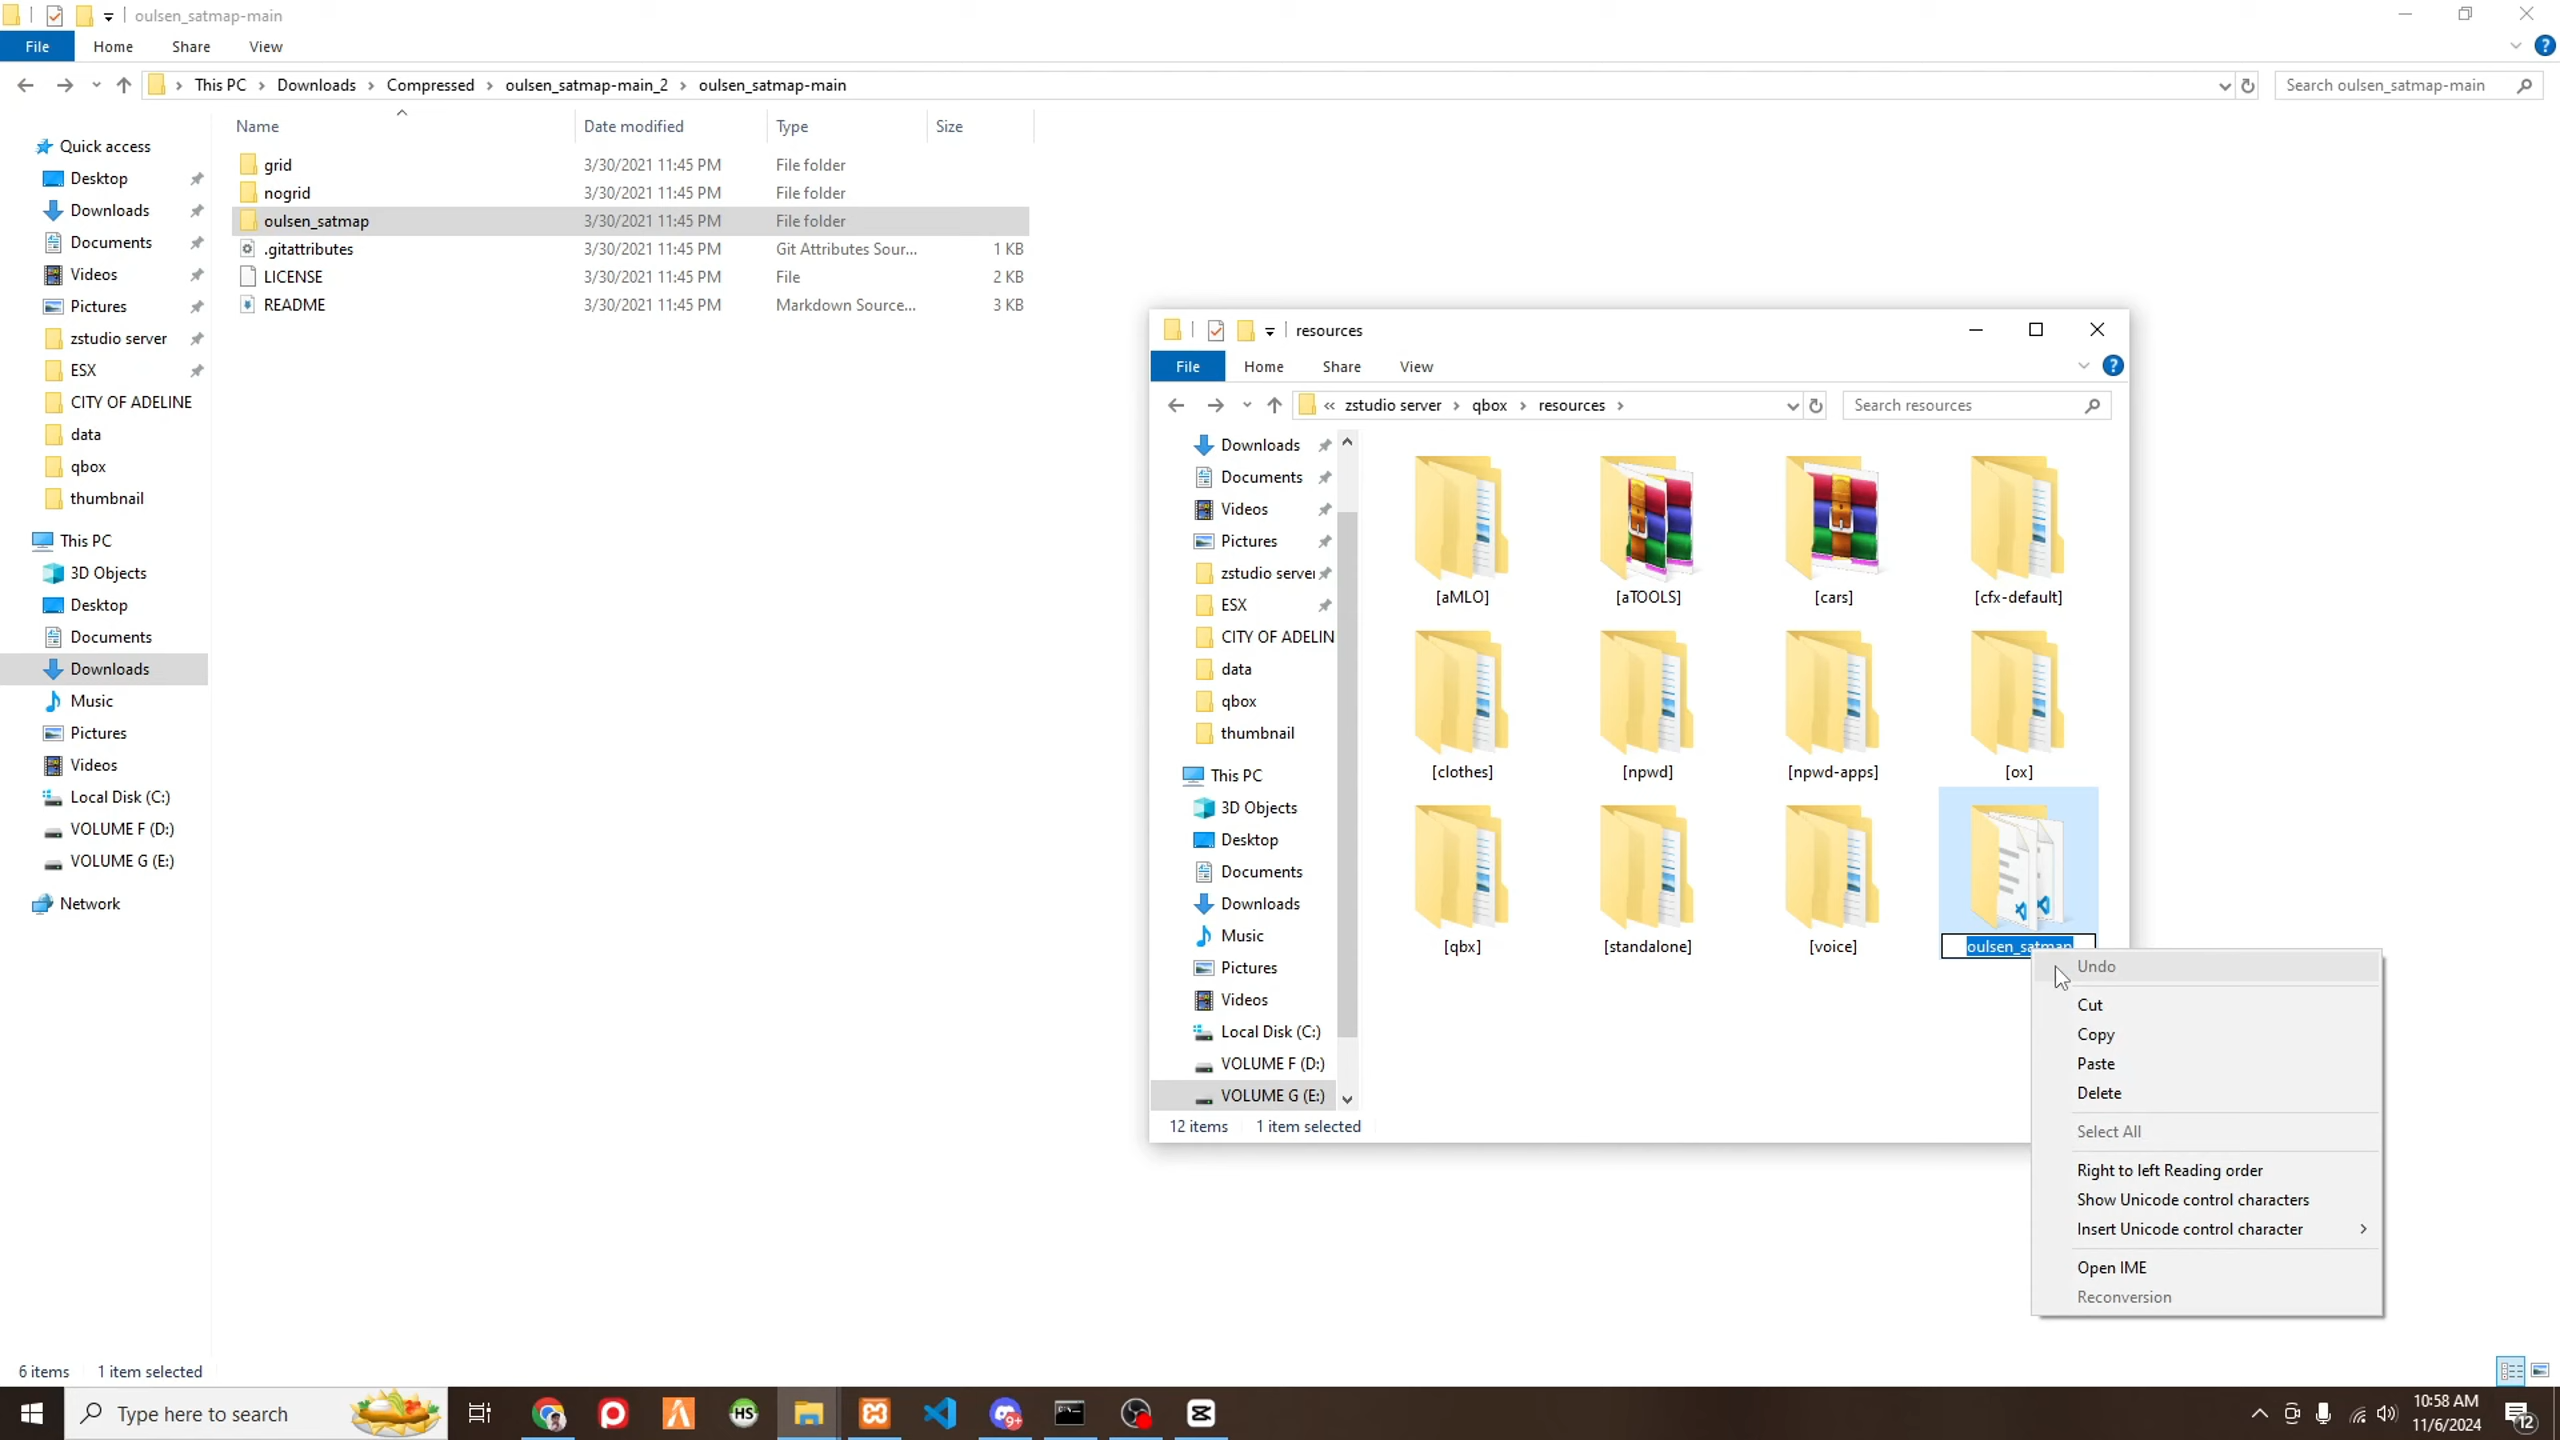 oulsen_satmap-main
File Home Share View
This PC Downloads Compressed oulsen_satmap-main_2 oulsen_satmap-main
Search oulsen_satmap-main
Name Date modified Type Size
grid 3/30/2021 11:45 PM File folder
nogrid 3/30/2021 11:45 PM File folder
oulsen_satmap 3/30/2021 11:45 PM File folder
.gitattributes 3/30/2021 11:45 PM Git Attributes Sour... 1 KB
LICENSE 3/30/2021 11:45 PM File 2 KB
README 3/30/2021 11:45 PM Markdown Source... 3 KB
Quick access
Desktop
Downloads
Documents
Videos
Pictures
zstudio server
ESX
CITY OF ADELINE
data
qbox
thumbnail
This PC
3D Objects
Desktop
Documents
Downloads
Music
Pictures
Videos
Local Disk (C:)
VOLUME F (D:)
VOLUME G (E:)
Network
6 items 1 item selected
resources
File Home Share View
« zstudio server qbox resources
Search resources
Downloads
Documents
Videos
Pictures
zstudio server
ESX
CITY OF ADELIN
data
qbox
thumbnail
This PC
3D Objects
Desktop
Documents
Downloads
Music
Pictures
Videos
Local Disk (C:)
VOLUME F (D:)
VOLUME G (E:)
[aMLO] [aTOOLS] [cars] [cfx-default]
[clothes] [npwd] [npwd-apps] [ox]
[qbx] [standalone] [voice] oulsen_satmap
12 items 1 item selected
Undo
Cut
Copy
Paste
Delete
Select All
Right to left Reading order
Show Unicode control characters
Insert Unicode control character
Open IME
Reconversion
Type here to search
HS
9+
10:58 AM
11/6/2024
12